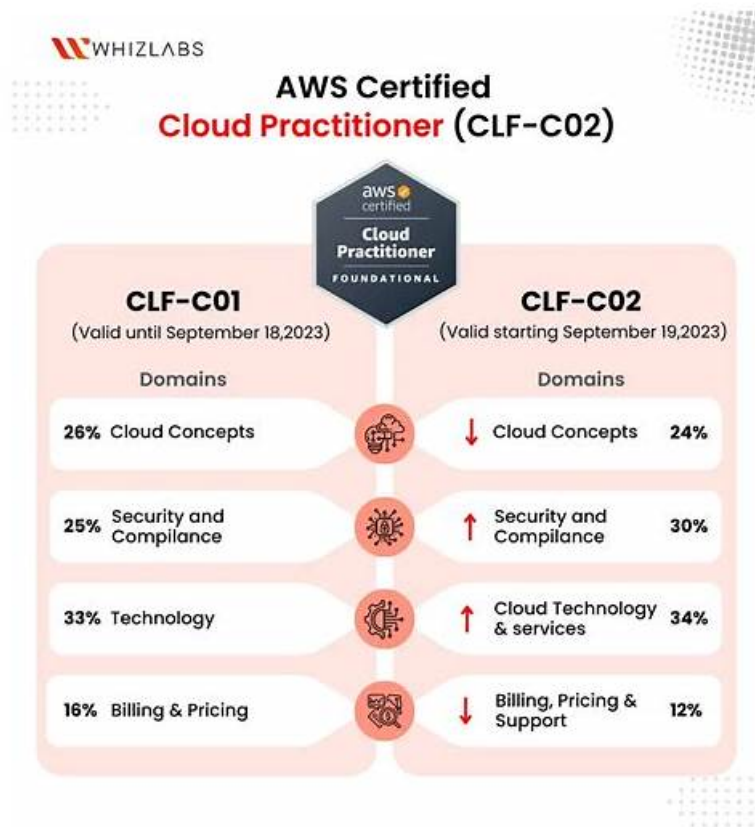 WHIZLABS
AWS Certified
Cloud Practitioner (CLF-C02)
aws
certified
Cloud
Practitioner
FOUNDATIONAL
CLF-C01
(Valid until September 18,2023)
Domains
26% Cloud Concepts
25% Security and
Compilance
33% Technology
16% Billing & Pricing
CLF-C02
(Valid starting September 19,2023)
Domains
↓ Cloud Concepts 24%
↑ Security and
Compilance 30%
↑ Cloud Technology
& services 34%
↓ Billing, Pricing &
Support 12%